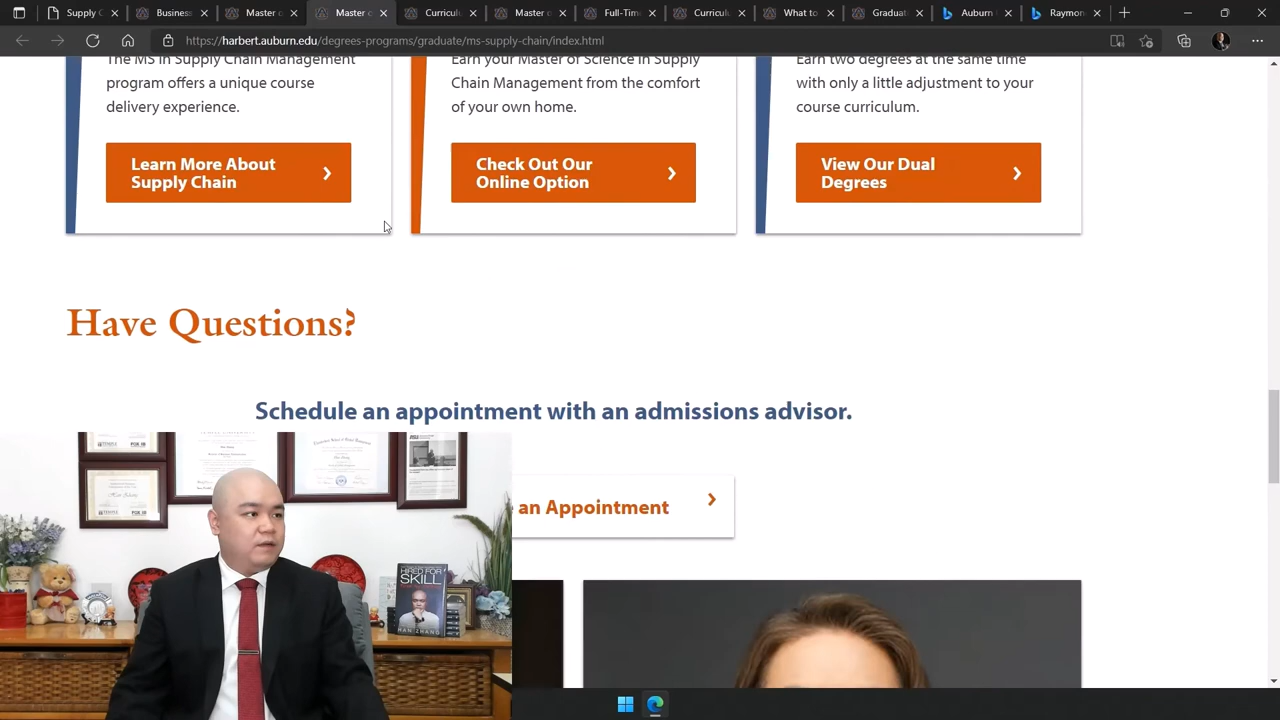 Supply C
Business
Master o
Master o
Curricul
Master o
Full-Tim
Curricul
What to
Graduat
Auburn
Raymon
https://harbert.auburn.edu/degrees-programs/graduate/ms-supply-chain/index.html
The MS in Supply Chain Management
program offers a unique course
delivery experience.
Learn More About
Supply Chain
Earn your Master of Science in Supply
Chain Management from the comfort
of your own home.
Check Out Our
Online Option
Earn two degrees at the same time
with only a little adjustment to your
course curriculum.
View Our Dual
Degrees
Have Questions?
Schedule an appointment with an admissions advisor.
an Appointment
HIRED FOR
SKILL
HAN ZHANG